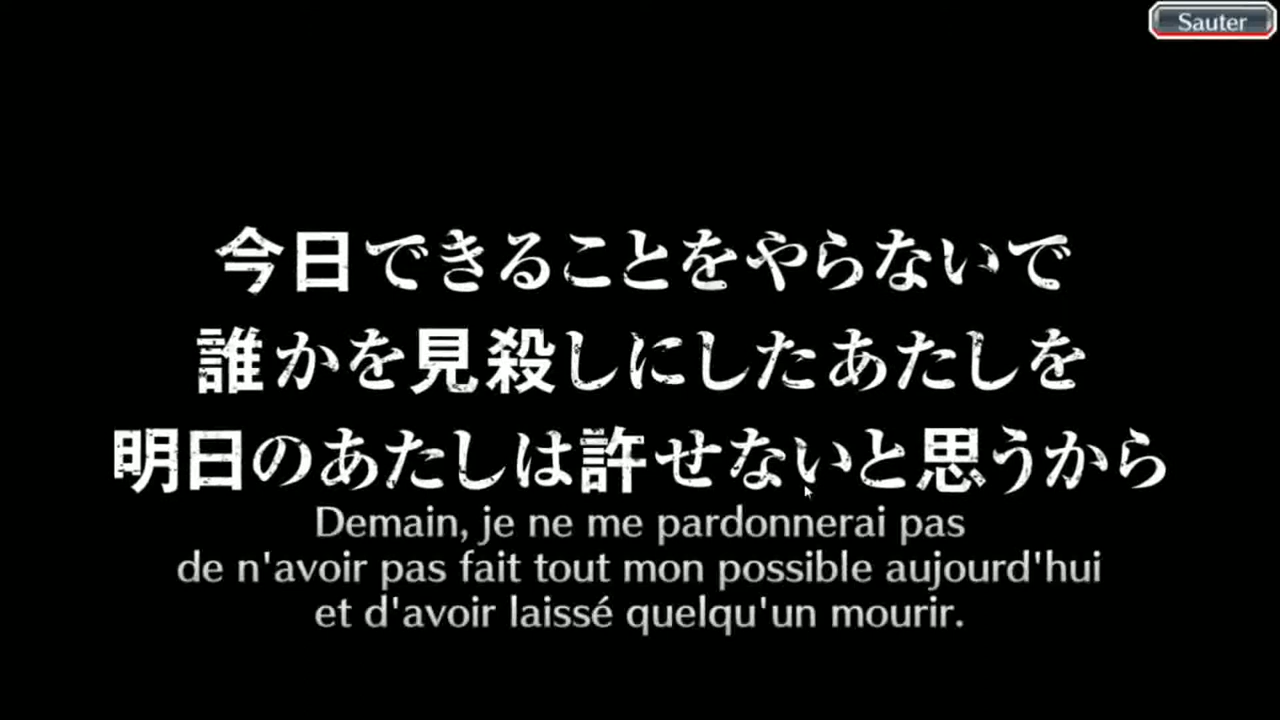 Sauter
今日できることをやらないで
誰かを見殺しにしたあたしを
明日のあたしは許せないと思うから
Demain, je ne me pardonnerai pas
de n'avoir pas fait tout mon possible aujourd'hui
et d'avoir laissé quelqu'un mourir.